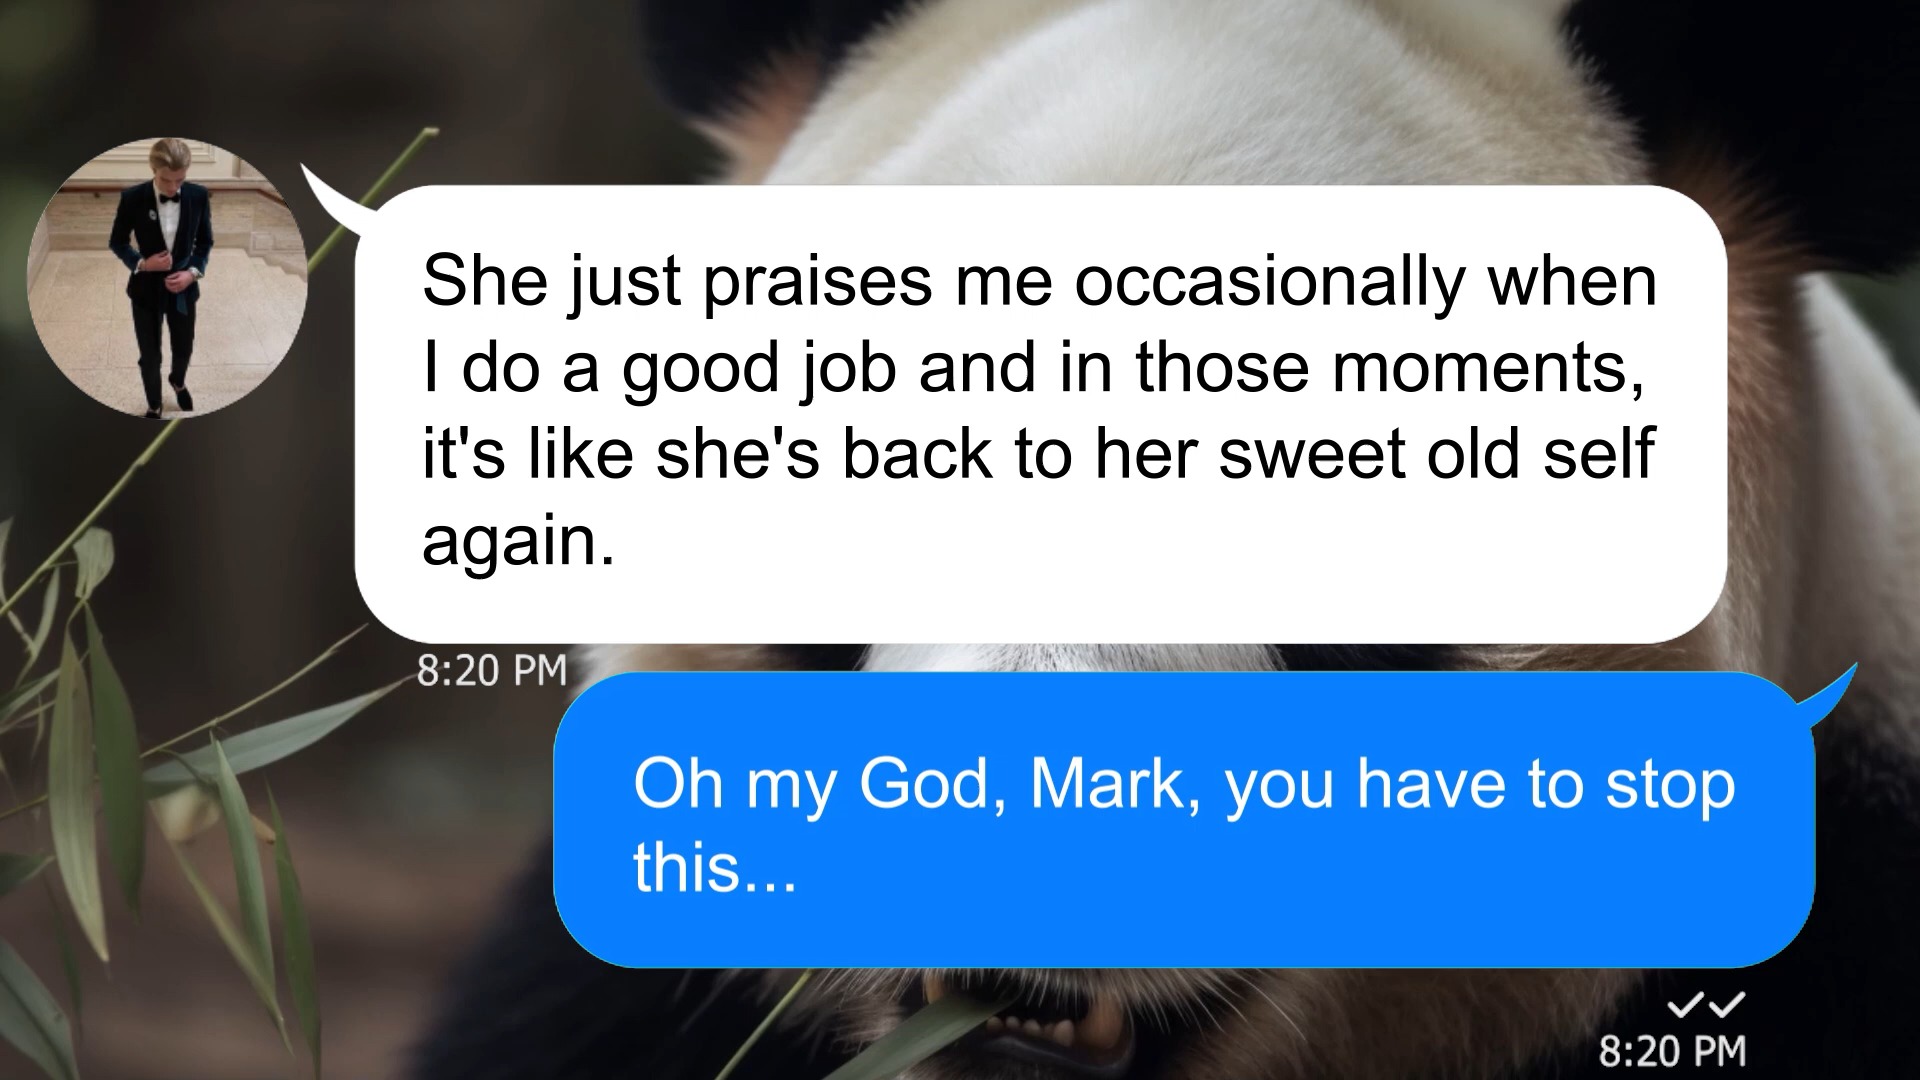 She just praises me occasionally when
I do a good job and in those moments,
it's like she's back to her sweet old self
again.
8:20 PM
Oh my God, Mark, you have to stop
this...
8:20 PM